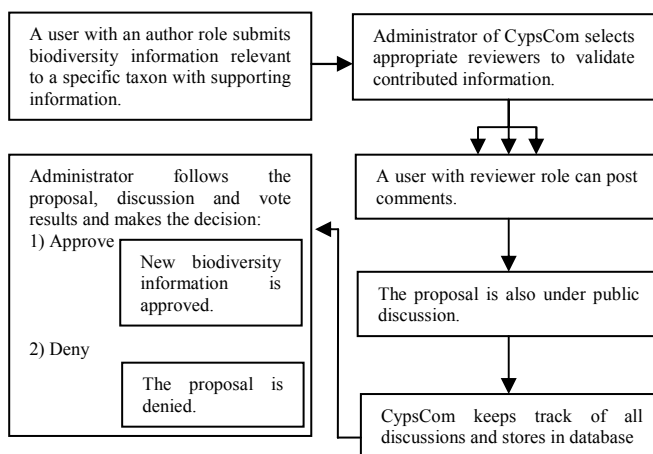 A user with an author role submits
biodiversity information relevant
to a specific taxon with supporting
information.
Administrator of CypsCom selects
appropriate reviewers to validate
contributed information.
A user with reviewer role can post
comments.
The proposal is also under public
discussion.
CypsCom keeps track of all
discussions and stores in database
Administrator follows the
proposal, discussion and vote
results and makes the decision:
1) Approve
New biodiversity
information is
approved.
2) Deny
The proposal is
denied.